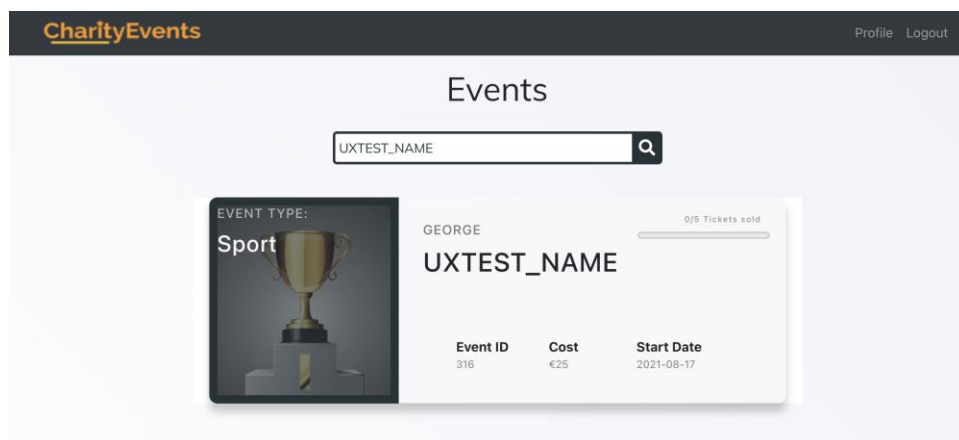 CharityEvents
Profile Logout
Events
UXTEST_NAME
EVENT TYPE:
Sport
GEORGE
0/5 Tickets sold
UXTEST_NAME
Event ID Cost Start Date
316 €25 2021-08-17